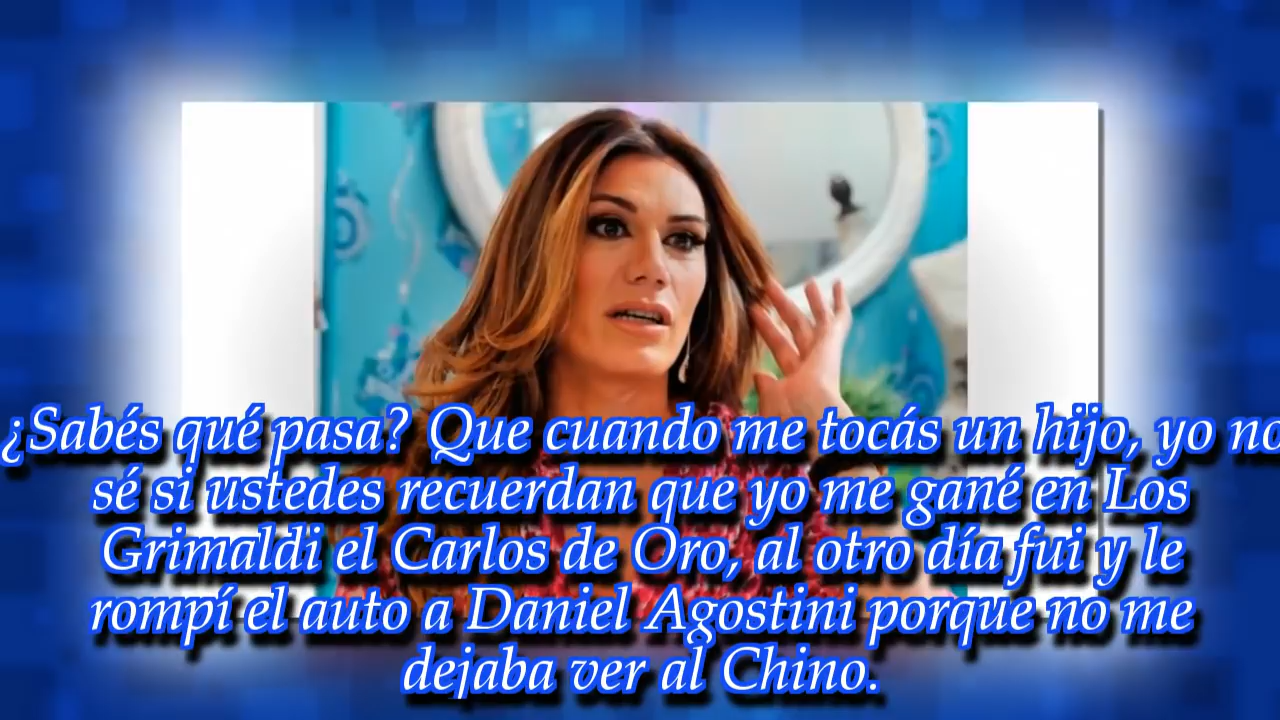 ¿Sabés qué pasa? Que cuando me tocás un hijo, yo no
sé si ustedes recuerdan que yo me gané en Los
Grimaldi el Carlos de Oro, al otro día fui y le
rompí el auto a Daniel Agostini porque no me
dejaba ver al Chino.